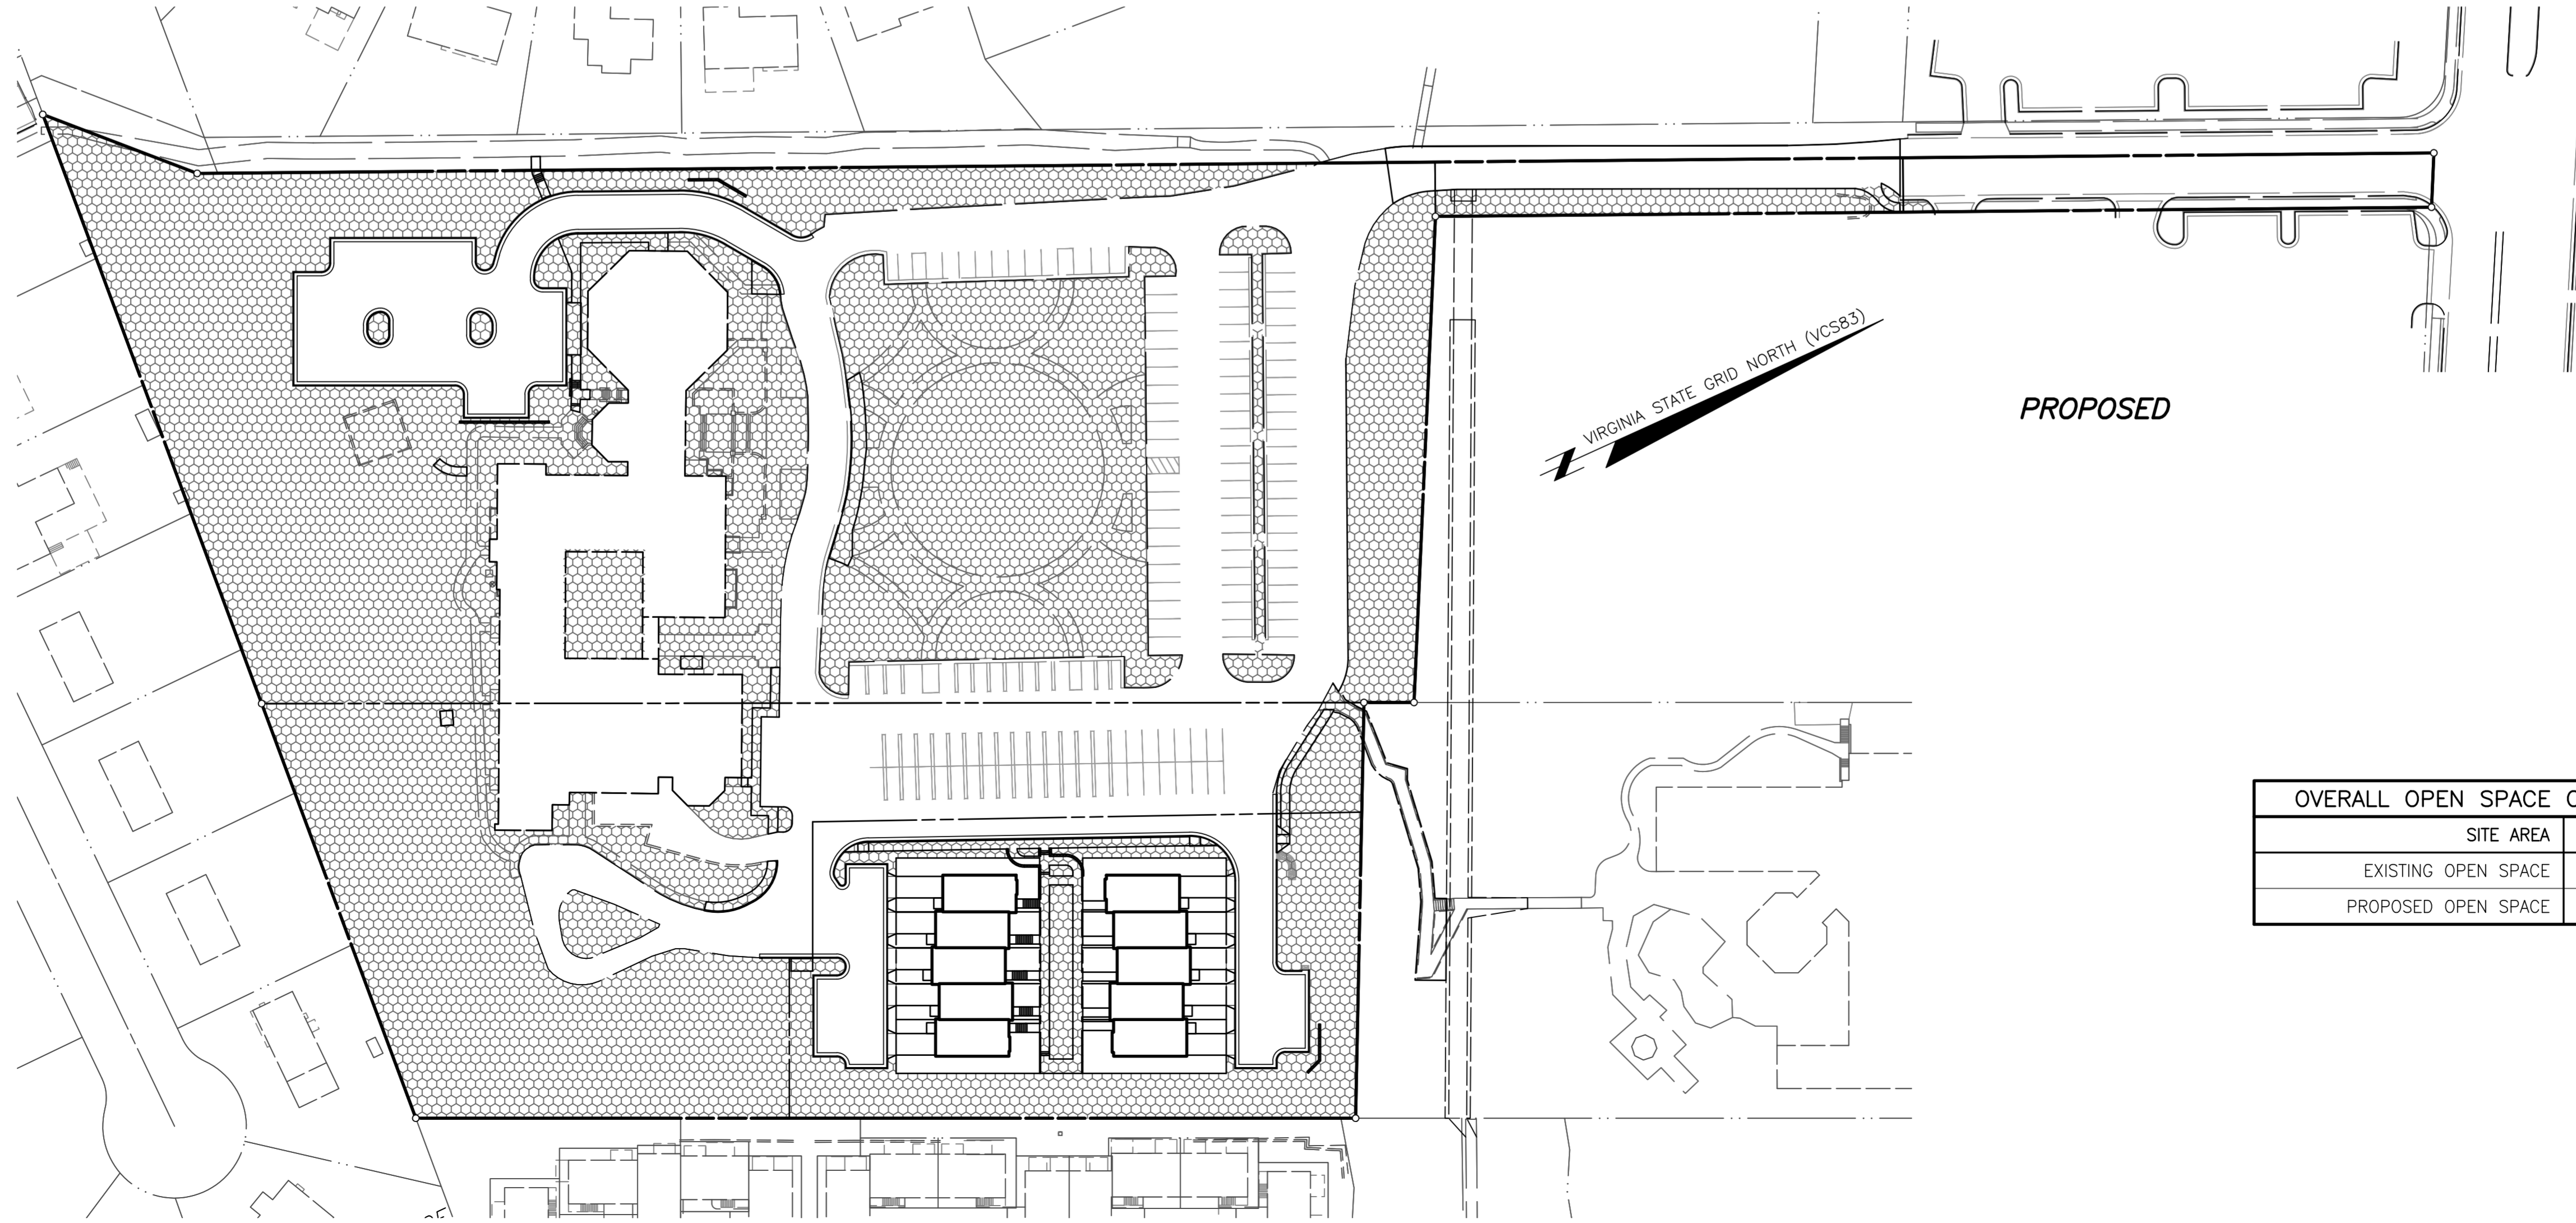 VIRGINIA STATE GRID NORTH (VCS83)
PROPOSED
OVERALL OPEN SPACE
SITE AREA
EXISTING OPEN SPACE
PROPOSED OPEN SPACE